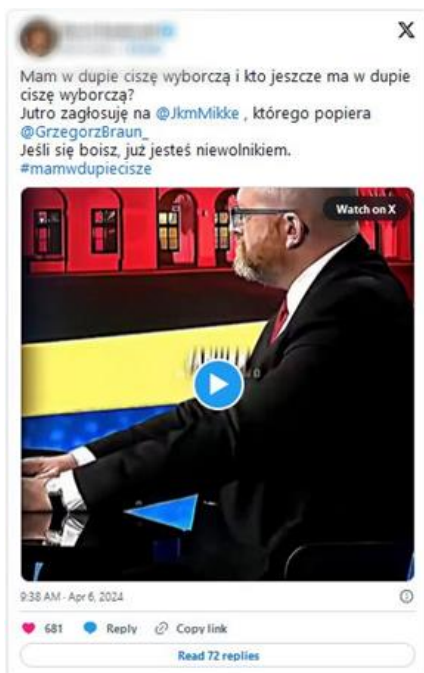 Mam w dupie ciszę wyborczą i kto jeszcze ma w dupie
ciszę wyborczą?
Jutro zagłosuję na @JkmMikke , którego popiera
@GrzegorzBraun_
Jeśli się boisz, już jesteś niewolnikiem.
#mamwdupiecisze
Watch on X
9:38 AM · Apr 6, 2024
681 Reply Copy link
Read 72 replies